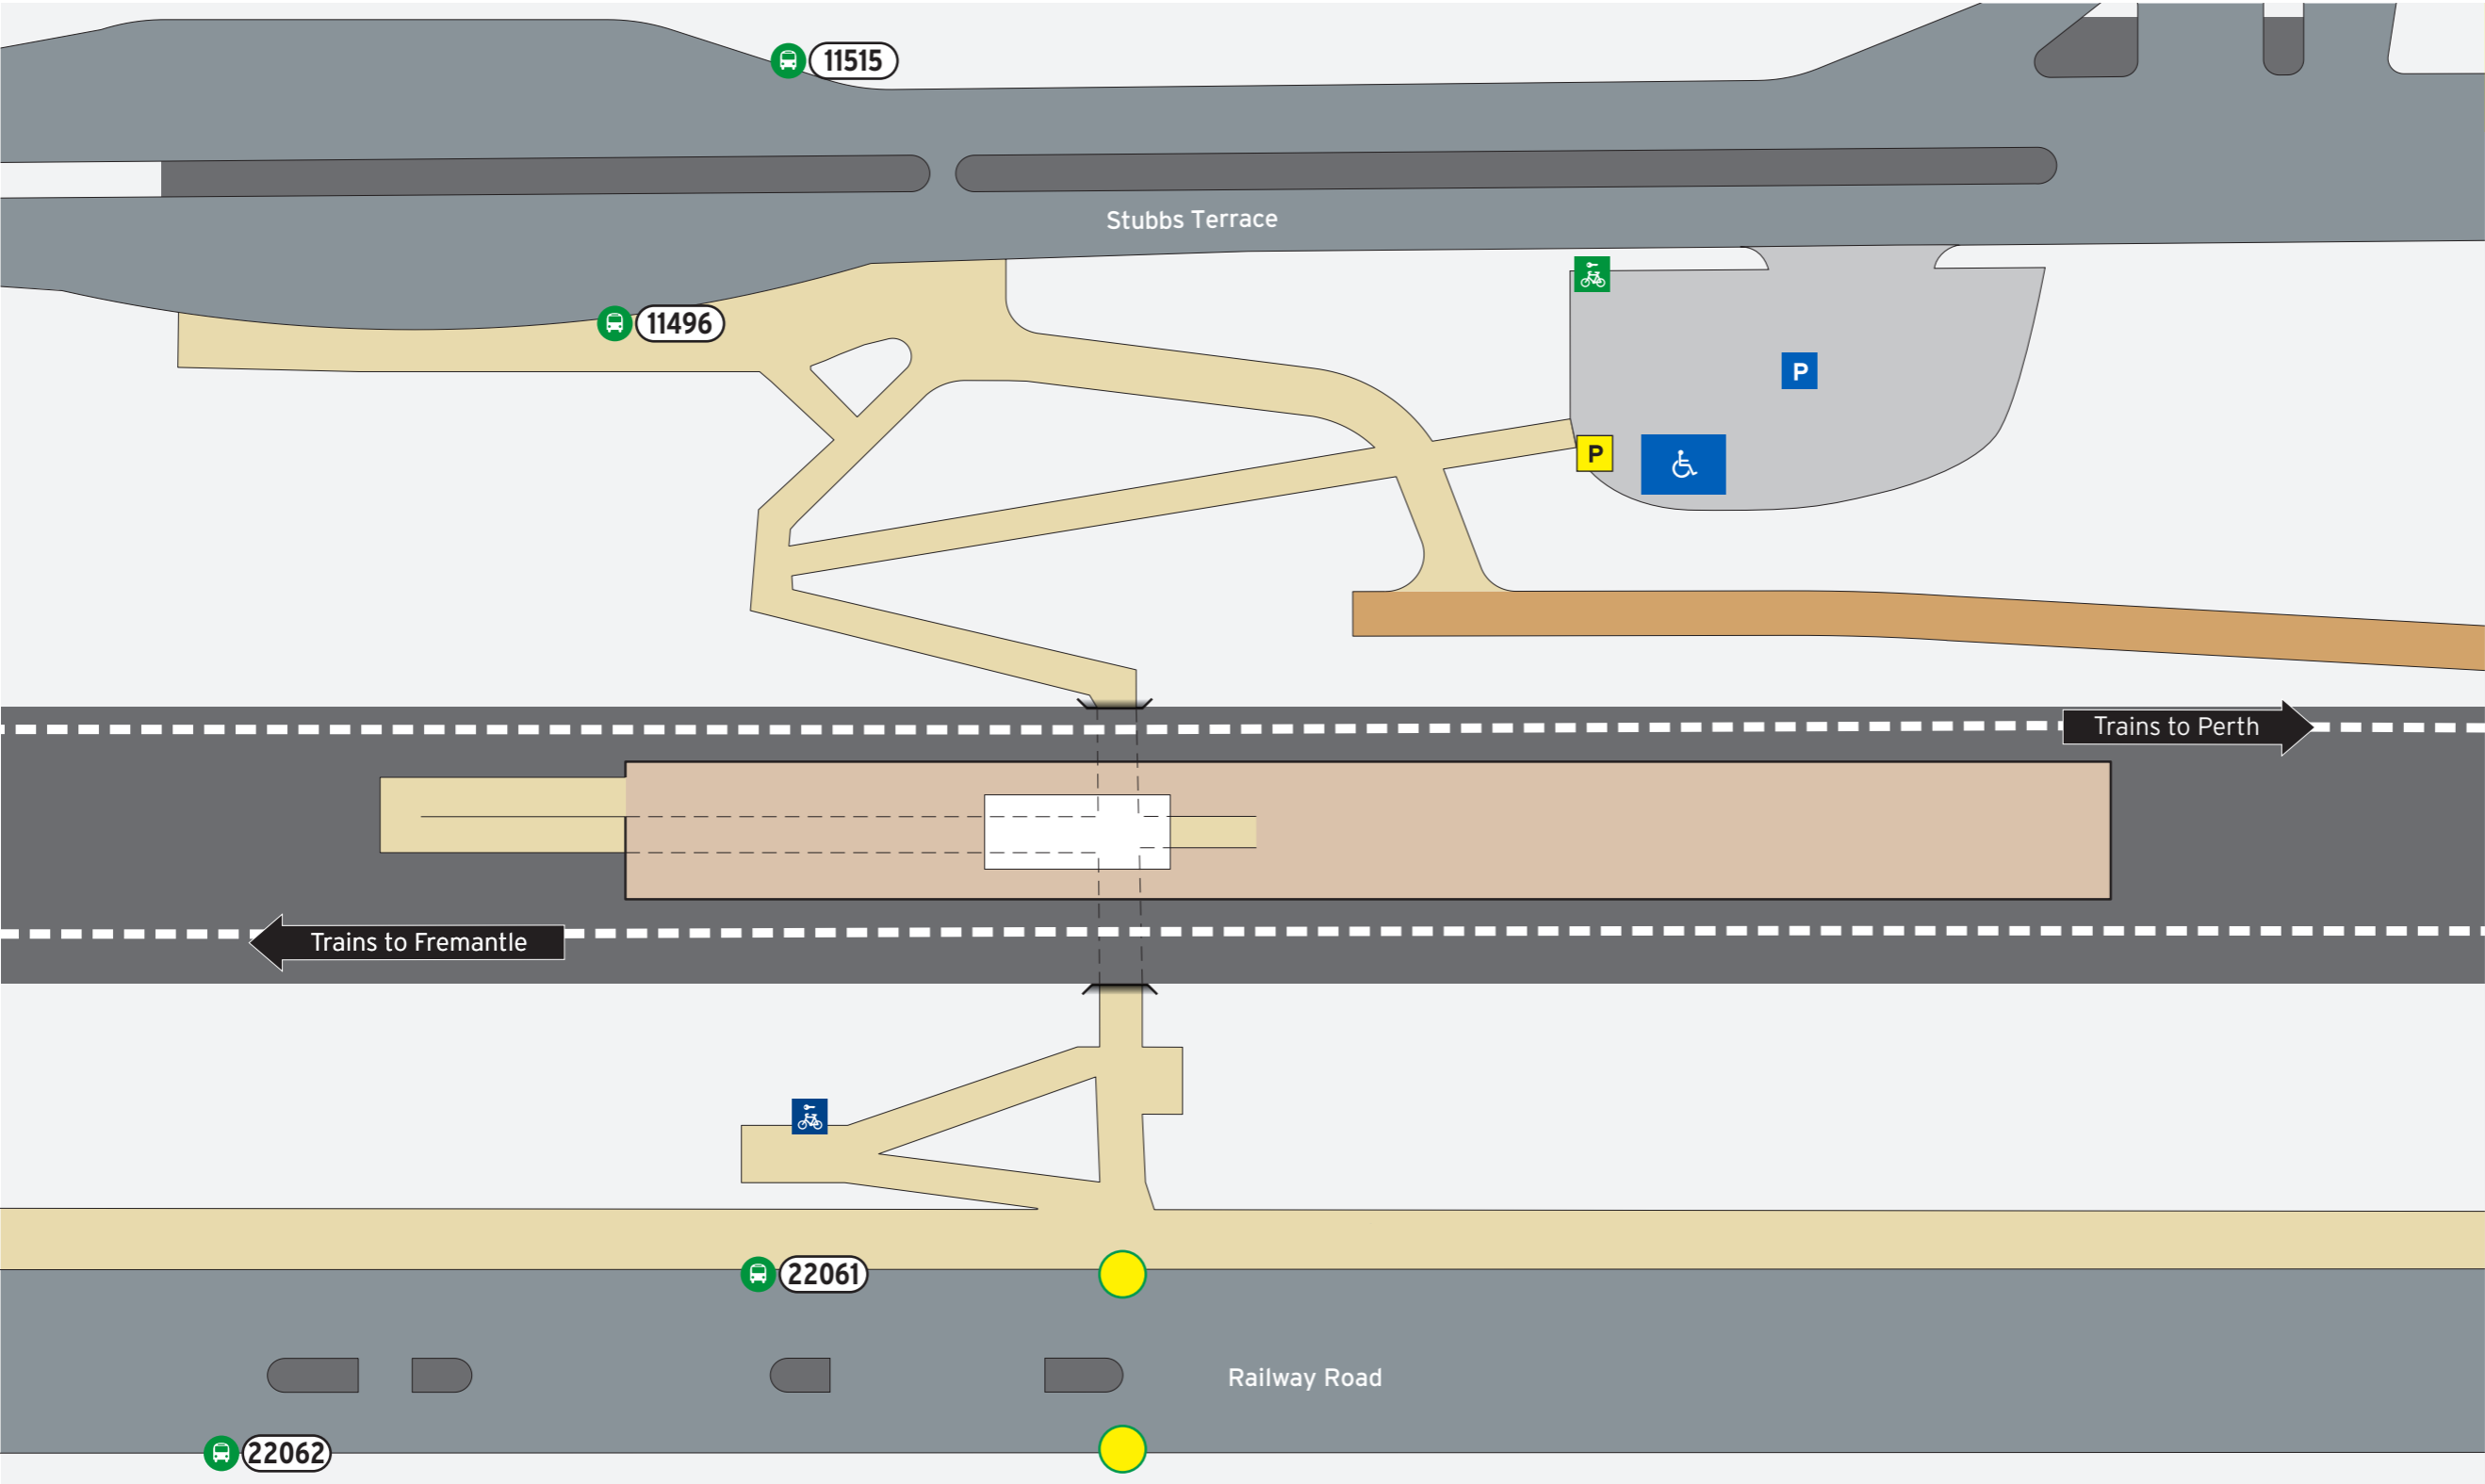 11515
Stubbs Terrace
11496
P
P
Trains to Perth
Trains to Fremantle
22061
Railway Road
22062